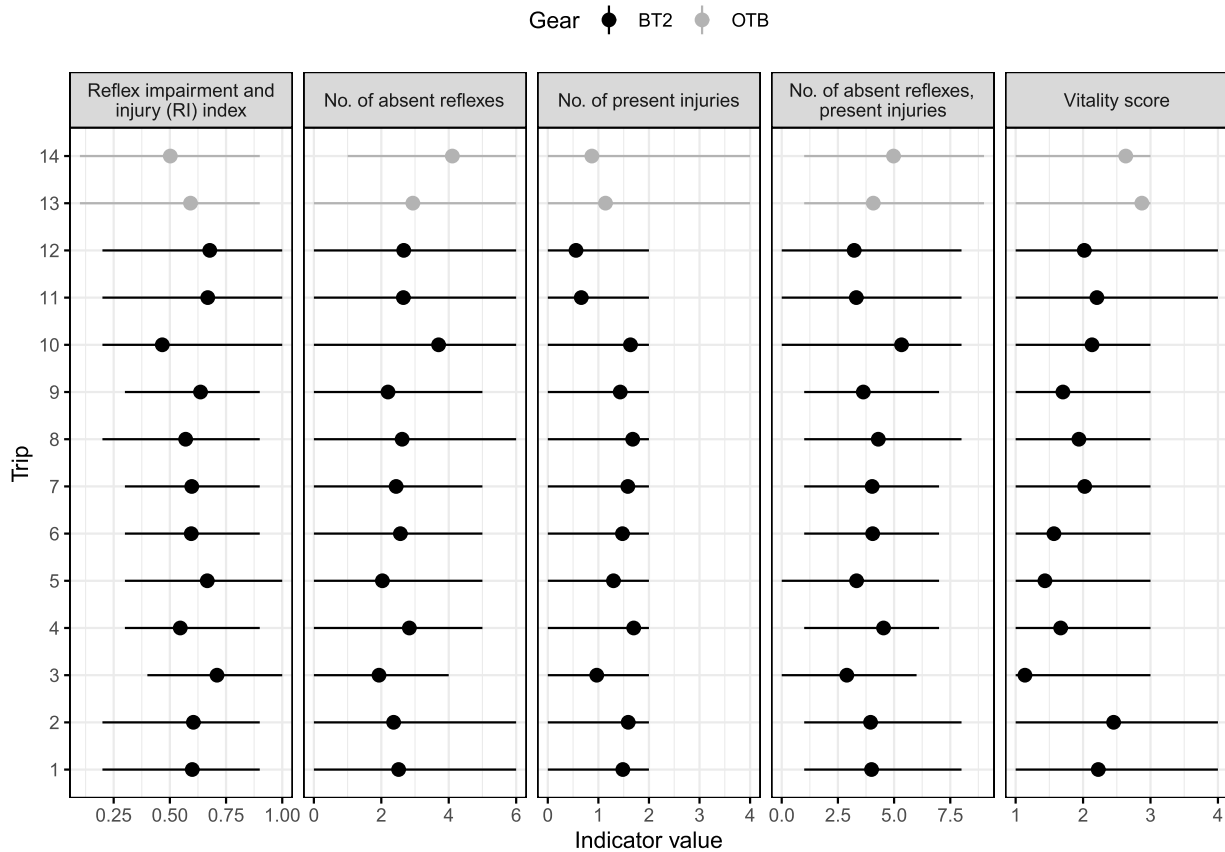 Gear BT2 OTB
Reflex impairment and
injury (RI) index
No. of absent reflexes
No. of present injuries
No. of absent reflexes,
present injuries
Vitality score
14
13
12
11
10
9
8
7
6
5
4
3
2
1
Trip
0.25 0.50 0.75 1.00
0 2 4 6
0 1 2 3 4
0.0 2.5 5.0 7.5
1 2 3 4
Indicator value